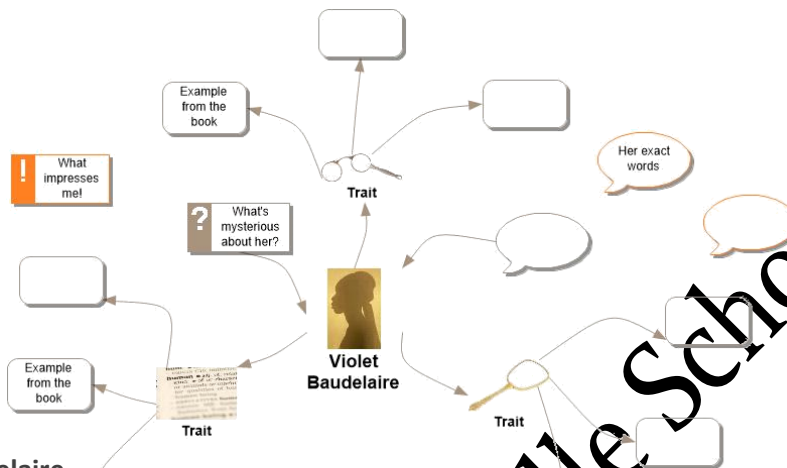 Example
from the
book
!
What
impresses
me!
Her exact
words
Trait
?
What's
mysterious
about her?
Violet
Baudelaire
Example
from the
book
Trait
Trait